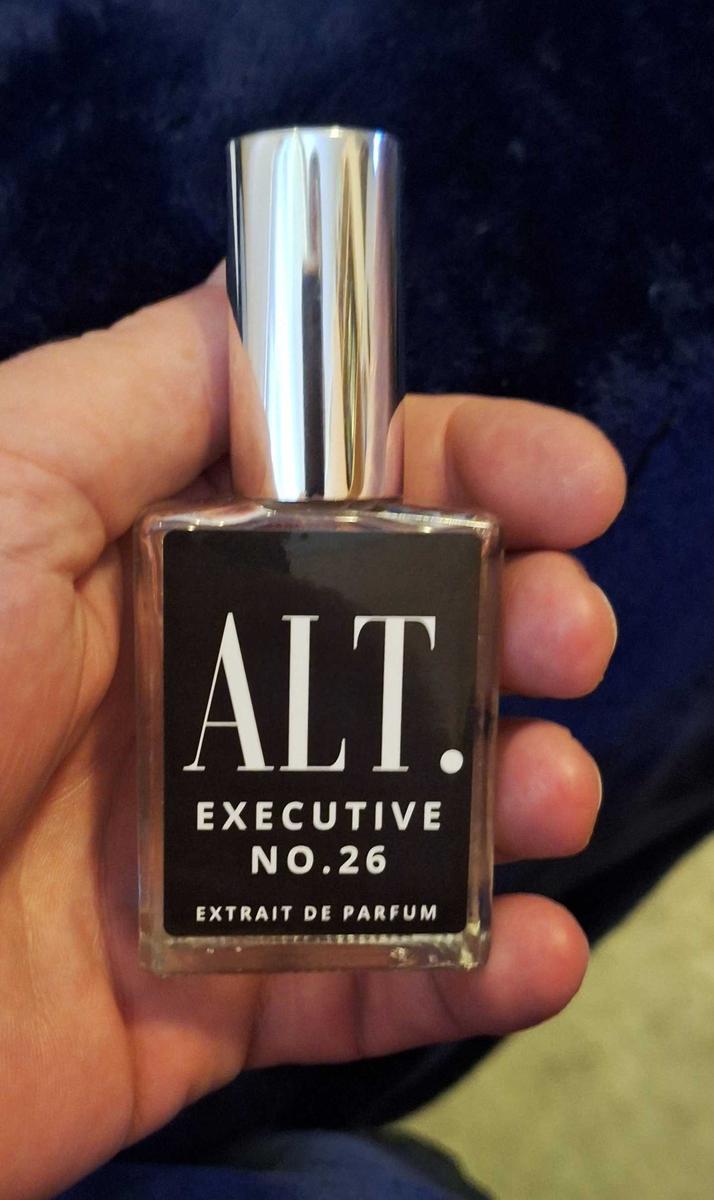 ALT.
EXECUTIVE
NO.26
EXTRAIT DE PARFUM